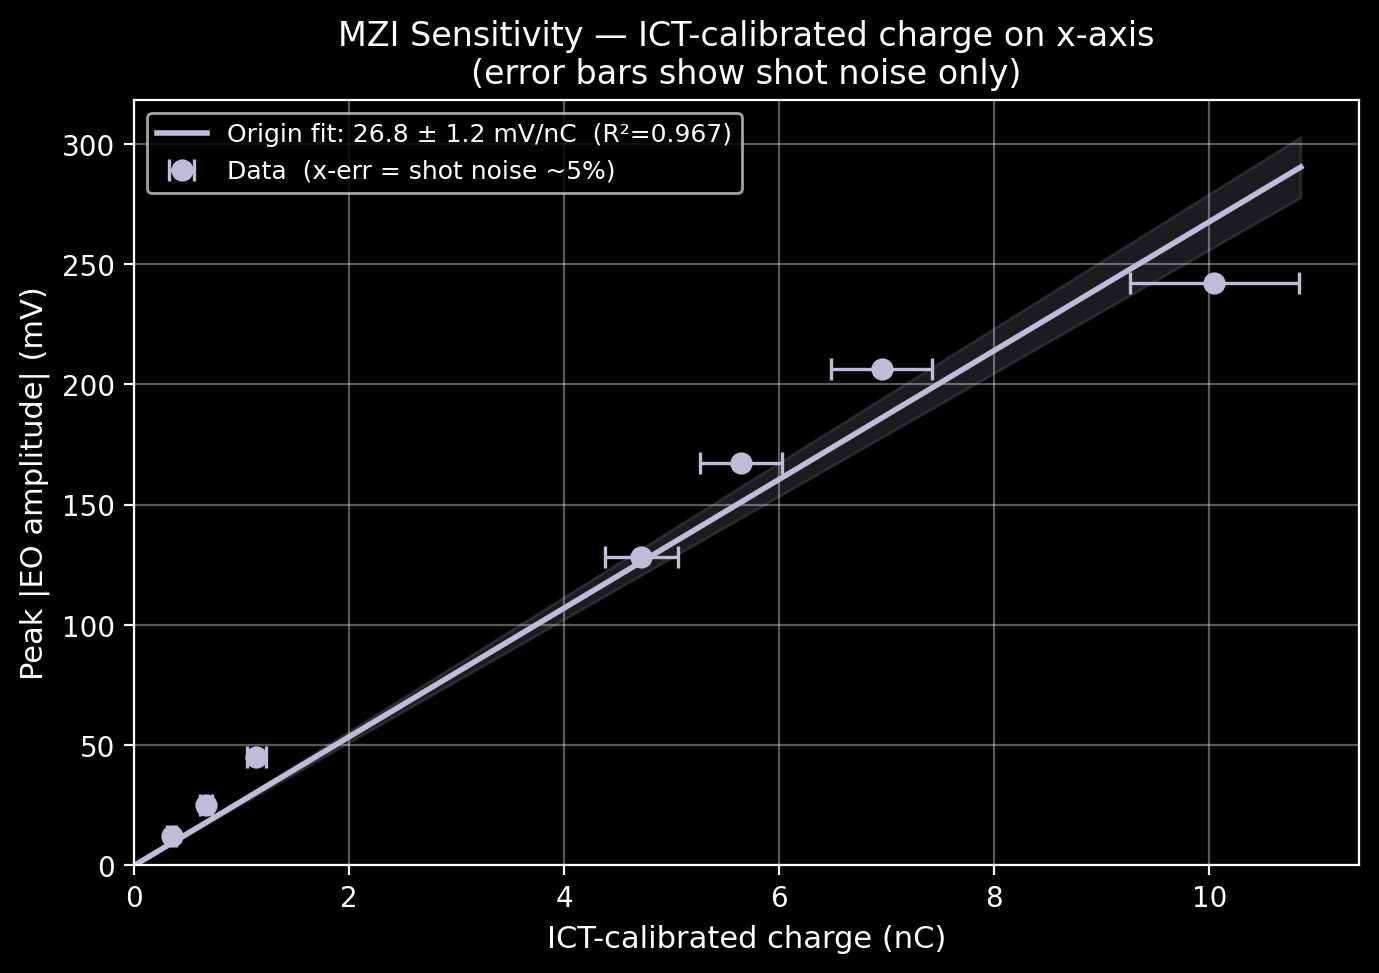 MZI Sensitivity — ICT-calibrated charge on x-axis
(error bars show shot noise only)
Origin fit: 26.8 ± 1.2 mV/nC  (R²=0.967)
Data  (x-err = shot noise ~5%)
Peak |EO amplitude| (mV)
300
250
200
150
100
50
0
0 2 4 6 8 10
ICT-calibrated charge (nC)